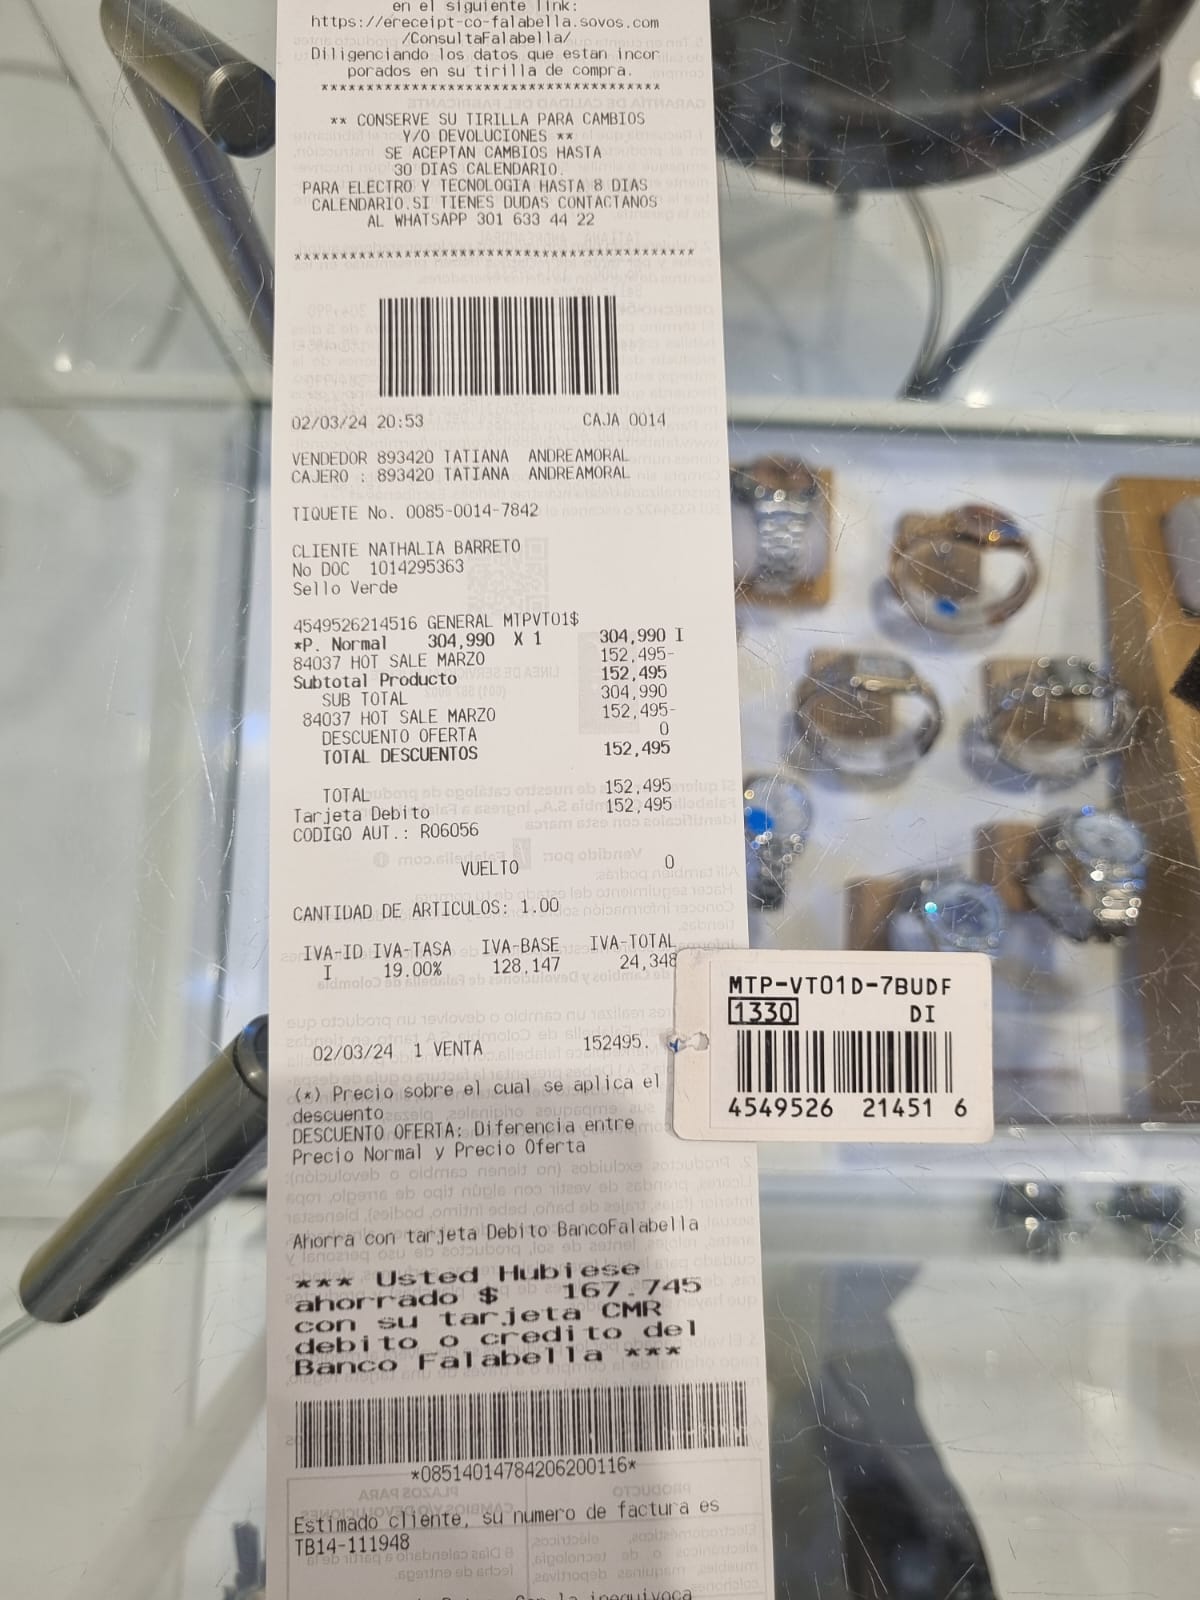 en el siguiente link:
https://ereceipt-co-falabella.sovos.com
/ConsultaFalabella/
Diligenciando los datos que estan incor
porados en su tirilla de compra.
****************************************
** CONSERVE SU TIRILLA PARA CAMBIOS
Y/O DEVOLUCIONES **
SE ACEPTAN CAMBIOS HASTA
30 DIAS CALENDARIO.
PARA ELECTRO Y TECNOLOGIA HASTA 8 DIAS
CALENDARIO.SI TIENES DUDAS CONTACTANOS
AL WHATSAPP 301 633 44 22
****************************************
02/03/24 20:53 CAJA 0014
VENDEDOR 893420 TATIANA ANDREAMORAL
CAJERO : 893420 TATIANA ANDREAMORAL
TIQUETE No. 0085-0014-7842
CLIENTE NATHALIA BARRETO
No DOC 1014295363
Sello Verde
4549526214516 GENERAL MTPVT01$
*P. Normal 304,990 X 1 304,990 I
84037 HOT SALE MARZO 152,495-
Subtotal Producto 152,495
SUB TOTAL 304,990
84037 HOT SALE MARZO 152,495-
DESCUENTO OFERTA 0
TOTAL DESCUENTOS 152,495
TOTAL 152,495
Tarjeta Debito 152,495
CODIGO AUT.: R06056
VUELTO 0
CANTIDAD DE ARTICULOS: 1.00
IVA-ID IVA-TASA IVA-BASE IVA-TOTAL
I 19.00% 128,147 24,348
02/03/24 1 VENTA 152495.
(*) Precio sobre el cual se aplica el
descuento
DESCUENTO OFERTA: Diferencia entre
Precio Normal y Precio Oferta
Ahorra con tarjeta Debito BancoFalabella
*** Usted Hubiese
ahorrado $ 167.745
con su tarjeta CMR
debito o credito del
Banco Falabella ***
*08514014784206200116*
Estimado cliente, su numero de factura es
TB14-111948
MTP-VT01D-7BUDF
1330 DI
4549526 21451 6